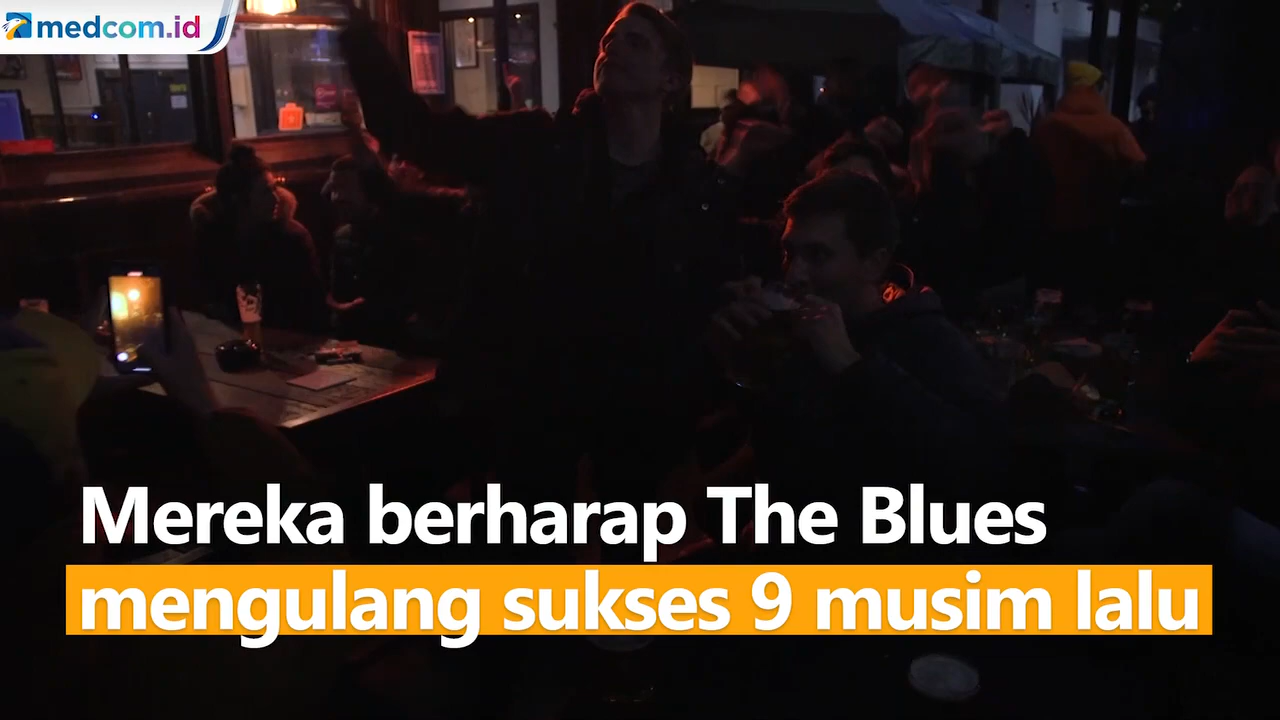 medcom.id
Mereka berharap The Blues
mengulang sukses 9 musim lalu